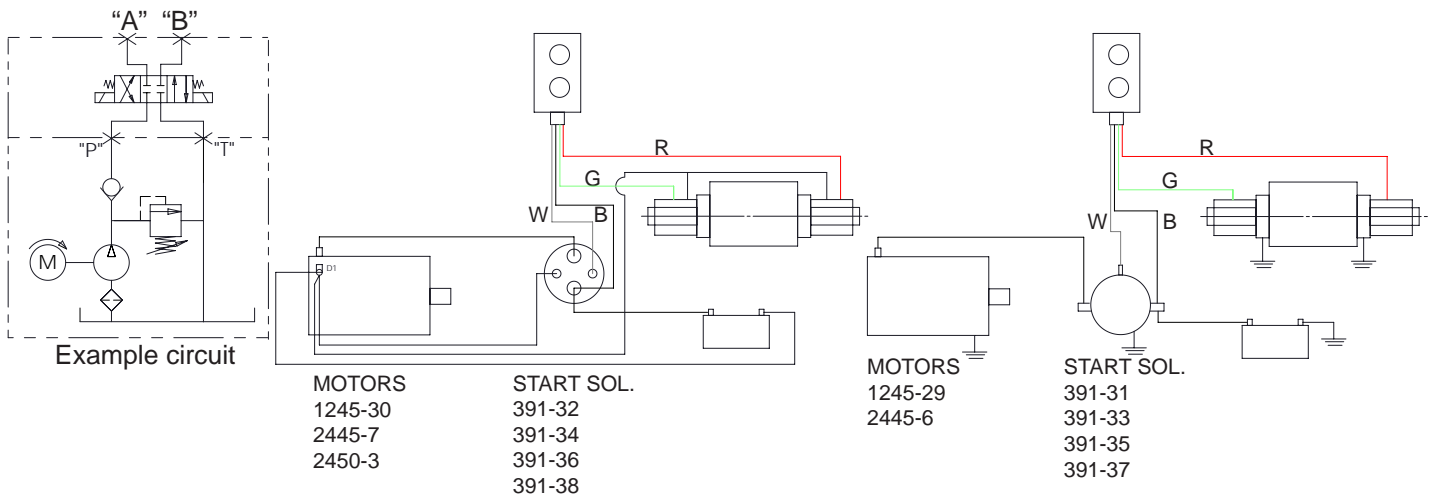 “A” “B”
"P"
"T"
M
Example circuit
R
G
W
B
D1
MOTORS
1245-30
2445-7
2450-3
START SOL.
391-32
391-34
391-36
391-38
R
G
W
B
MOTORS
1245-29
2445-6
START SOL.
391-31
391-33
391-35
391-37